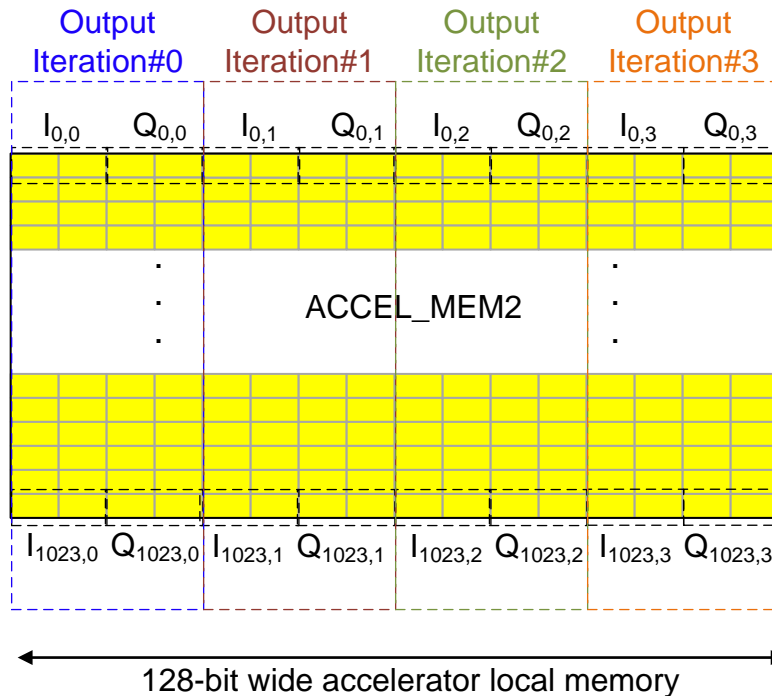 Output Output Output Output
Iteration#0 Iteration#1 Iteration#2 Iteration#3
I0,0 Q0,0 I0,1 Q0,1 I0,2 Q0,2 I0,3 Q0,3
ACCEL_MEM2
I1023,0 Q1023,0 I1023,1 Q1023,1 I1023,2 Q1023,2 I1023,3 Q1023,3
128-bit wide accelerator local memory